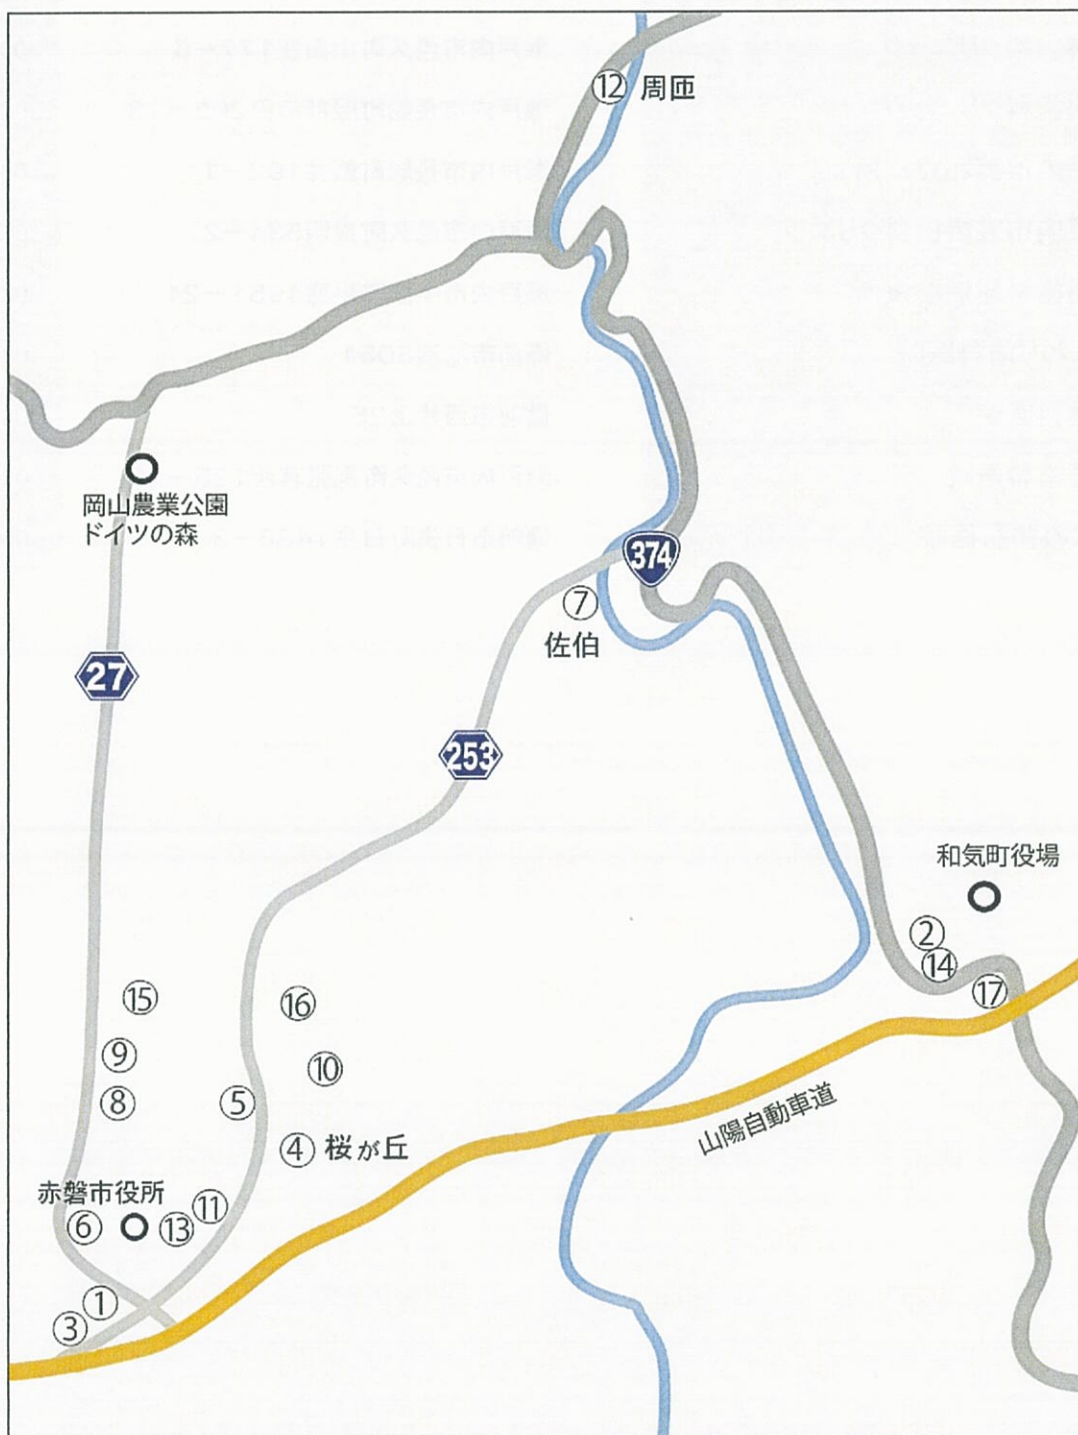 ⑫ 周匝
岡山農業公園
ドイツの森
374
⑦
佐伯
27
253
和気町役場
②
⑭
⑰
⑮
⑯
⑨
⑩
⑧
⑤
④ 桜が丘
山陽自動車道
赤磐市役所
⑥
⑬
⑪
①
③